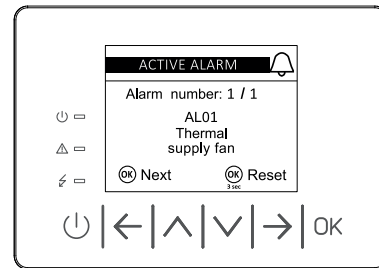 ACTIVE ALARM
Alarm number: 1 / 1
AL01
Thermal
supply fan
OK Next OK Reset
3 sec
OK